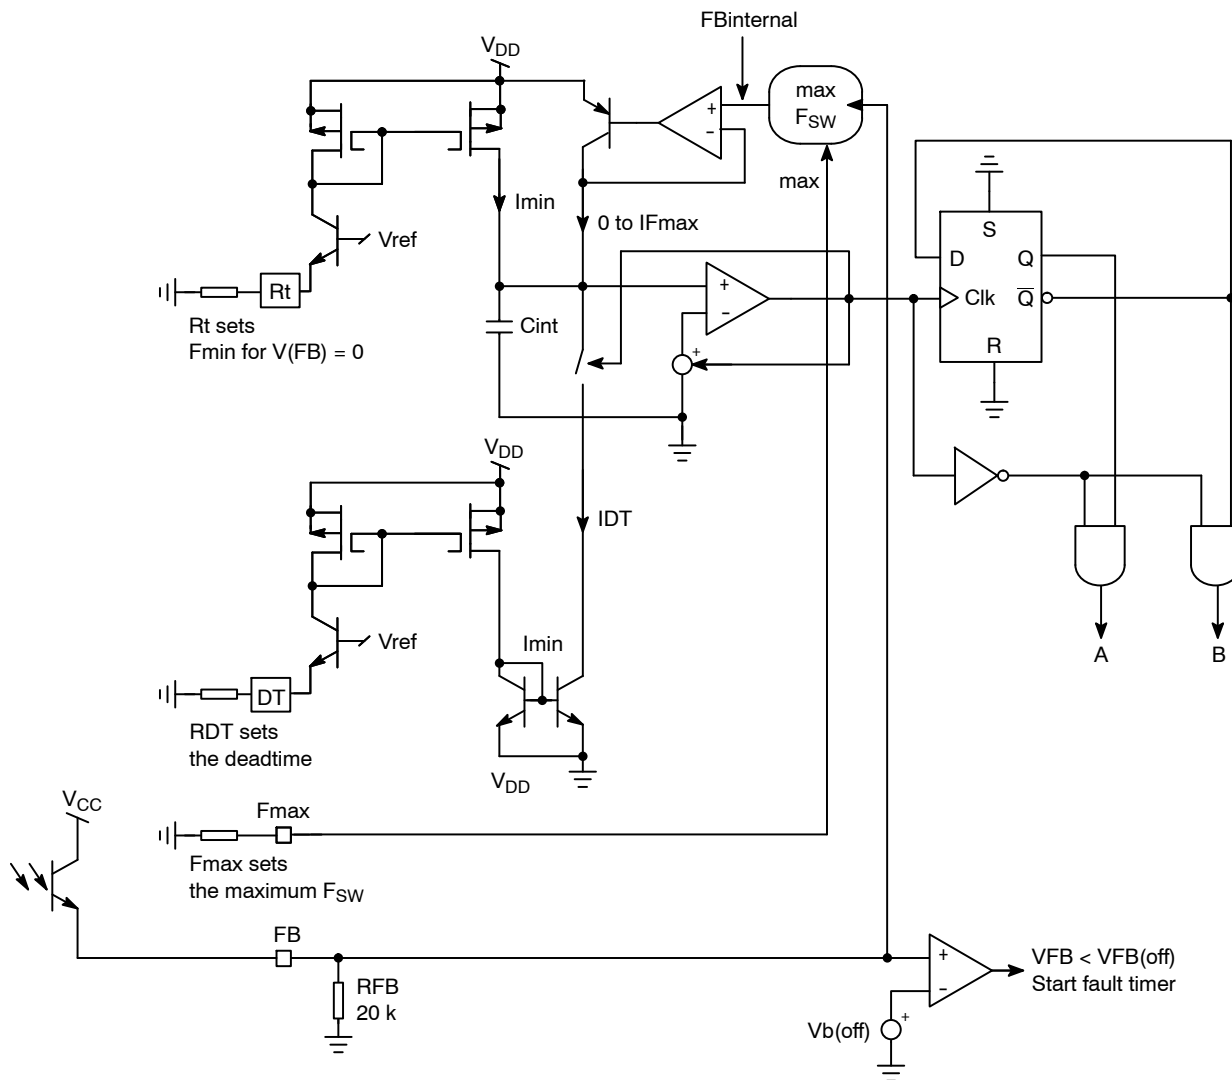 FBinternal
VDD
max
FSW
+
−
max
Imin
0 to IFmax
Vref
Rt
Rt sets
Fmin for V(FB) = 0
Cint
+
−
+
S
D
Q
Clk
Q
R
VDD
IDT
Vref
Imin
DT
RDT sets
the deadtime
VDD
A
B
VCC
Fmax
Fmax sets
the maximum FSW
FB
RFB
20 k
+
−
VFB < VFB(off)
Start fault timer
Vb(off)
+